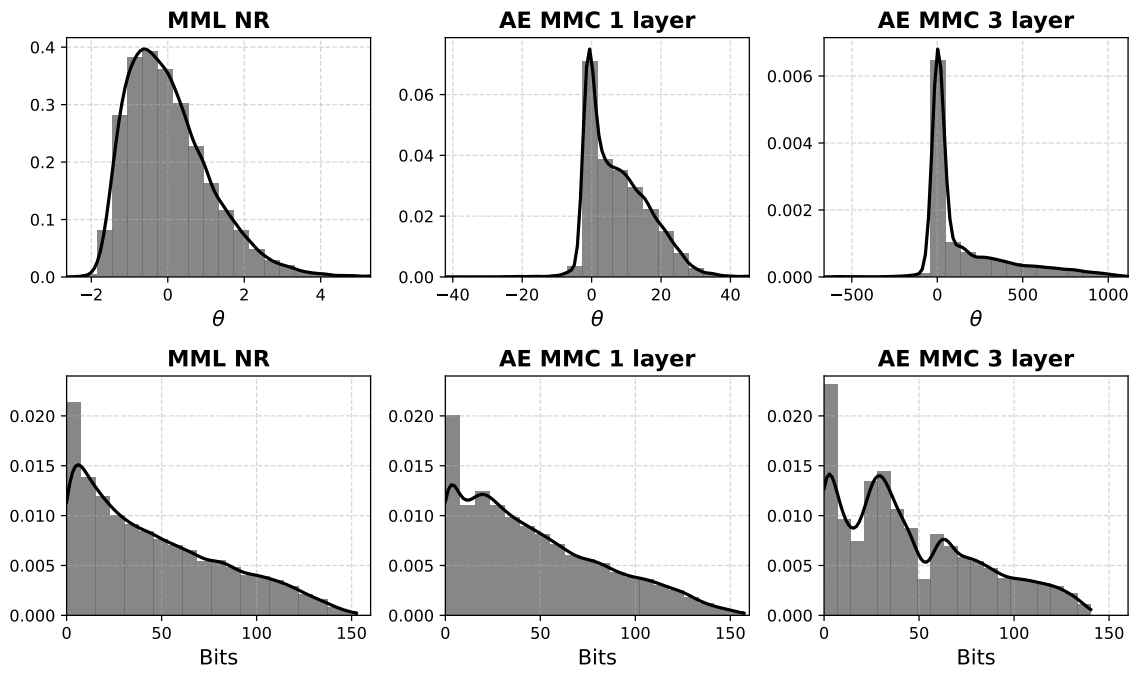 MML NR
AE MMC 1 layer
AE MMC 3 layer
0.4
0.3
0.2
0.1
0.0
−2 0 2 4
θ
0.06
0.04
0.02
0.00
−40 −20 0 20 40
θ
0.006
0.004
0.002
0.000
−500 0 500 1000
θ
MML NR
AE MMC 1 layer
AE MMC 3 layer
0.020
0.015
0.010
0.005
0.000
0 50 100 150
Bits
0.020
0.015
0.010
0.005
0.000
0 50 100 150
Bits
0.020
0.015
0.010
0.005
0.000
0 50 100 150
Bits